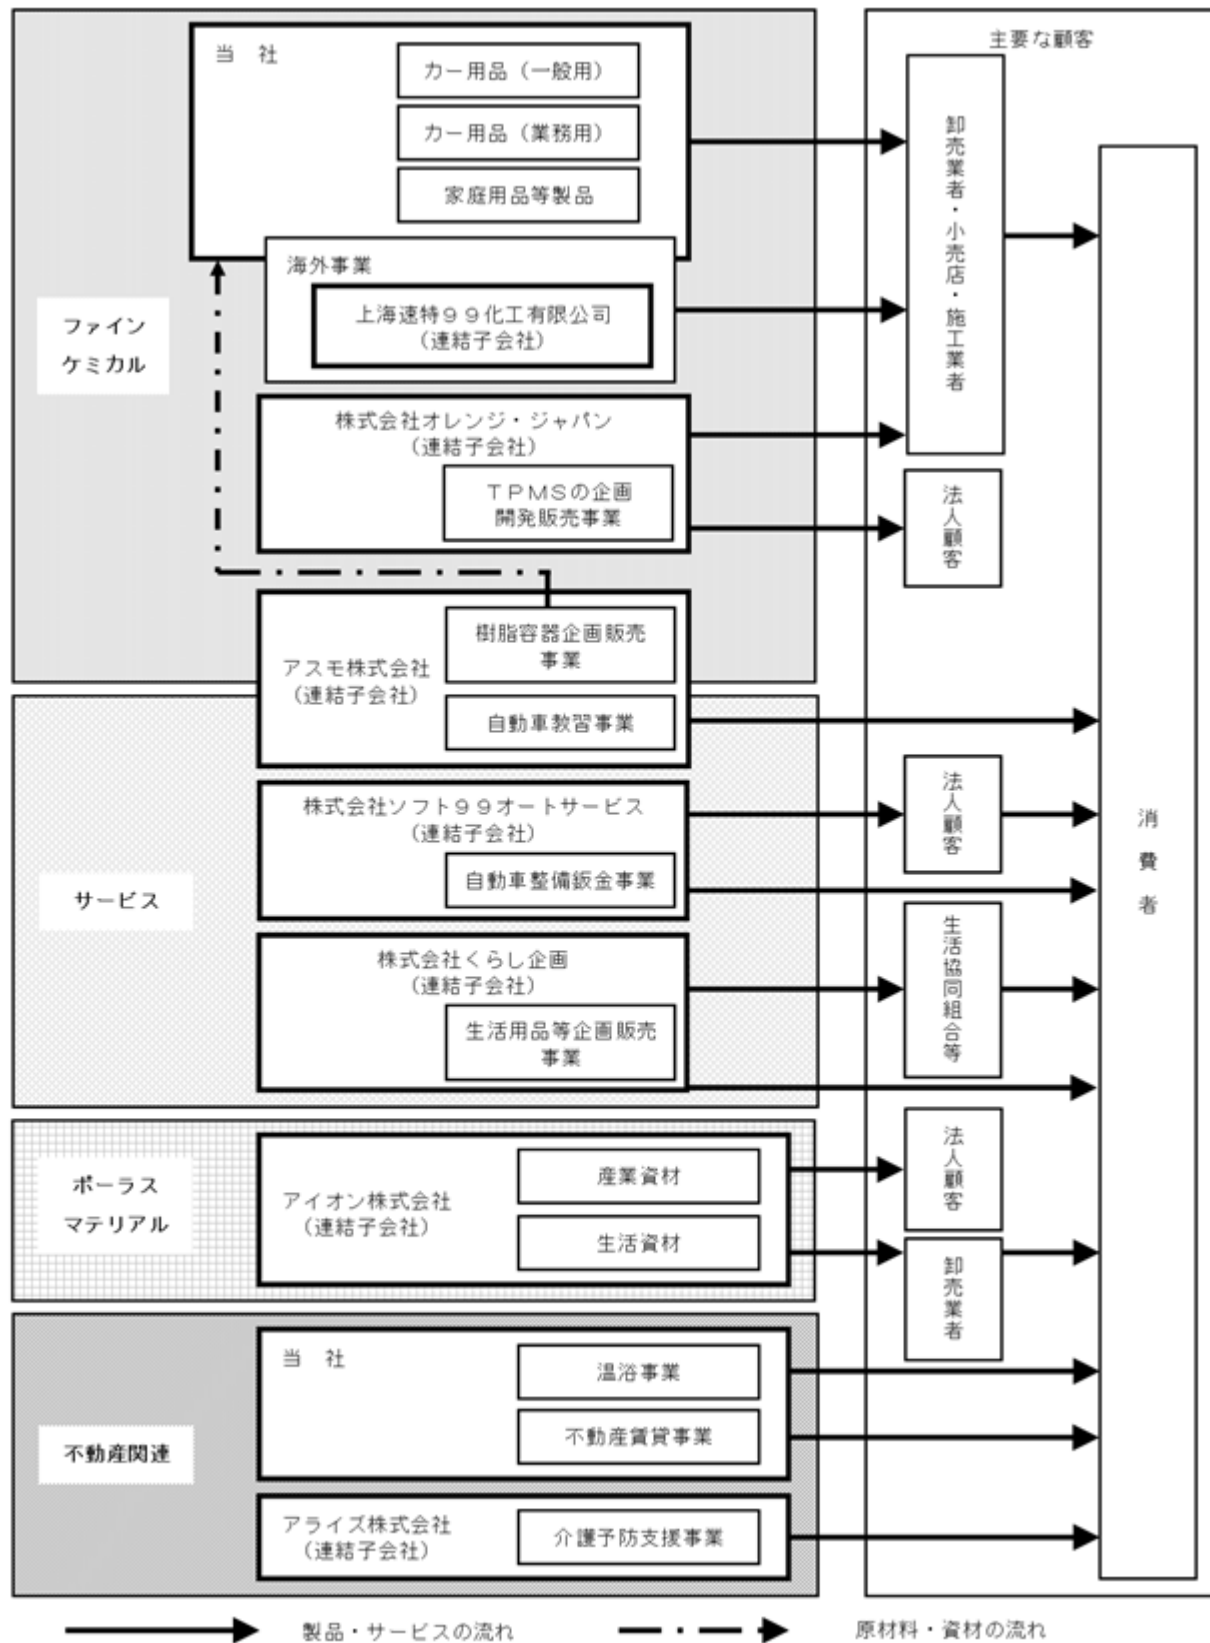 主要な顧客
当 社
カー用品（一般用）
カー用品（業務用）
家庭用品等製品
海外事業
上海速特９９化工有限公司
（連結子会社）
ファイン
ケミカル
株式会社オレンジ・ジャパン
（連結子会社）
ＴＰＭＳの企画
開発販売事業
アスモ株式会社
（連結子会社）
樹脂容器企画販売
事業
自動車教習事業
サービス
株式会社ソフト９９オートサービス
（連結子会社）
自動車整備鈑金事業
株式会社くらし企画
（連結子会社）
生活用品等企画販売
事業
ポーラス
マテリアル
アイオン株式会社
（連結子会社）
産業資材
生活資材
不動産関連
当 社
温浴事業
不動産賃貸事業
アライズ株式会社
（連結子会社）
介護予防支援事業
卸売業者・小売店・施工業者
法人顧客
法人顧客
生活協同組合等
法人顧客
卸売業者
消費者
製品・サービスの流れ
原材料・資材の流れ